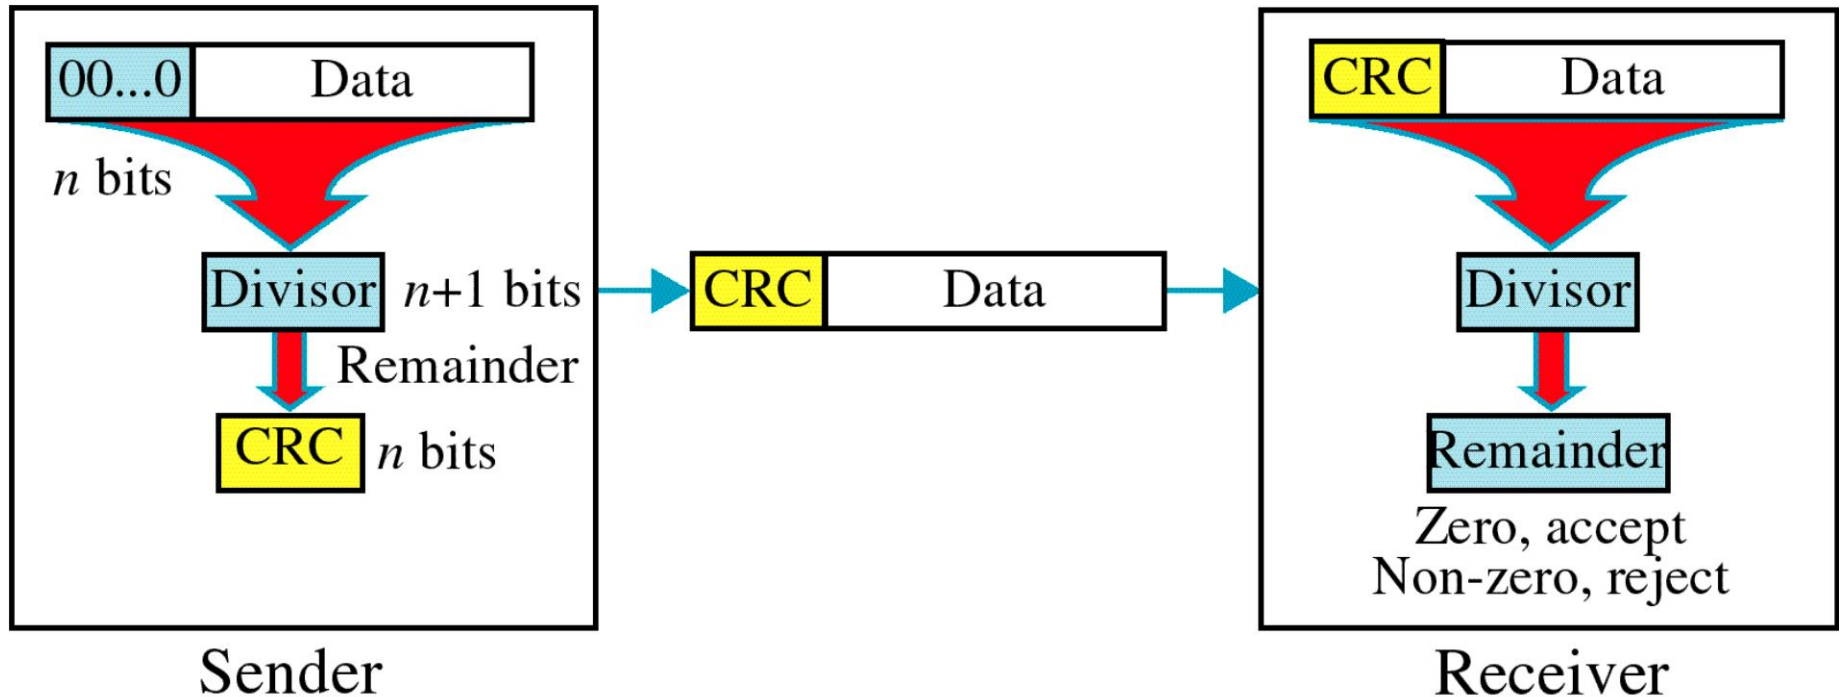 00...0 Data
n bits
Divisor n+1 bits
Remainder
CRC n bits
Sender
CRC Data
CRC Data
Divisor
Remainder
Zero, accept
Non-zero, reject
Receiver